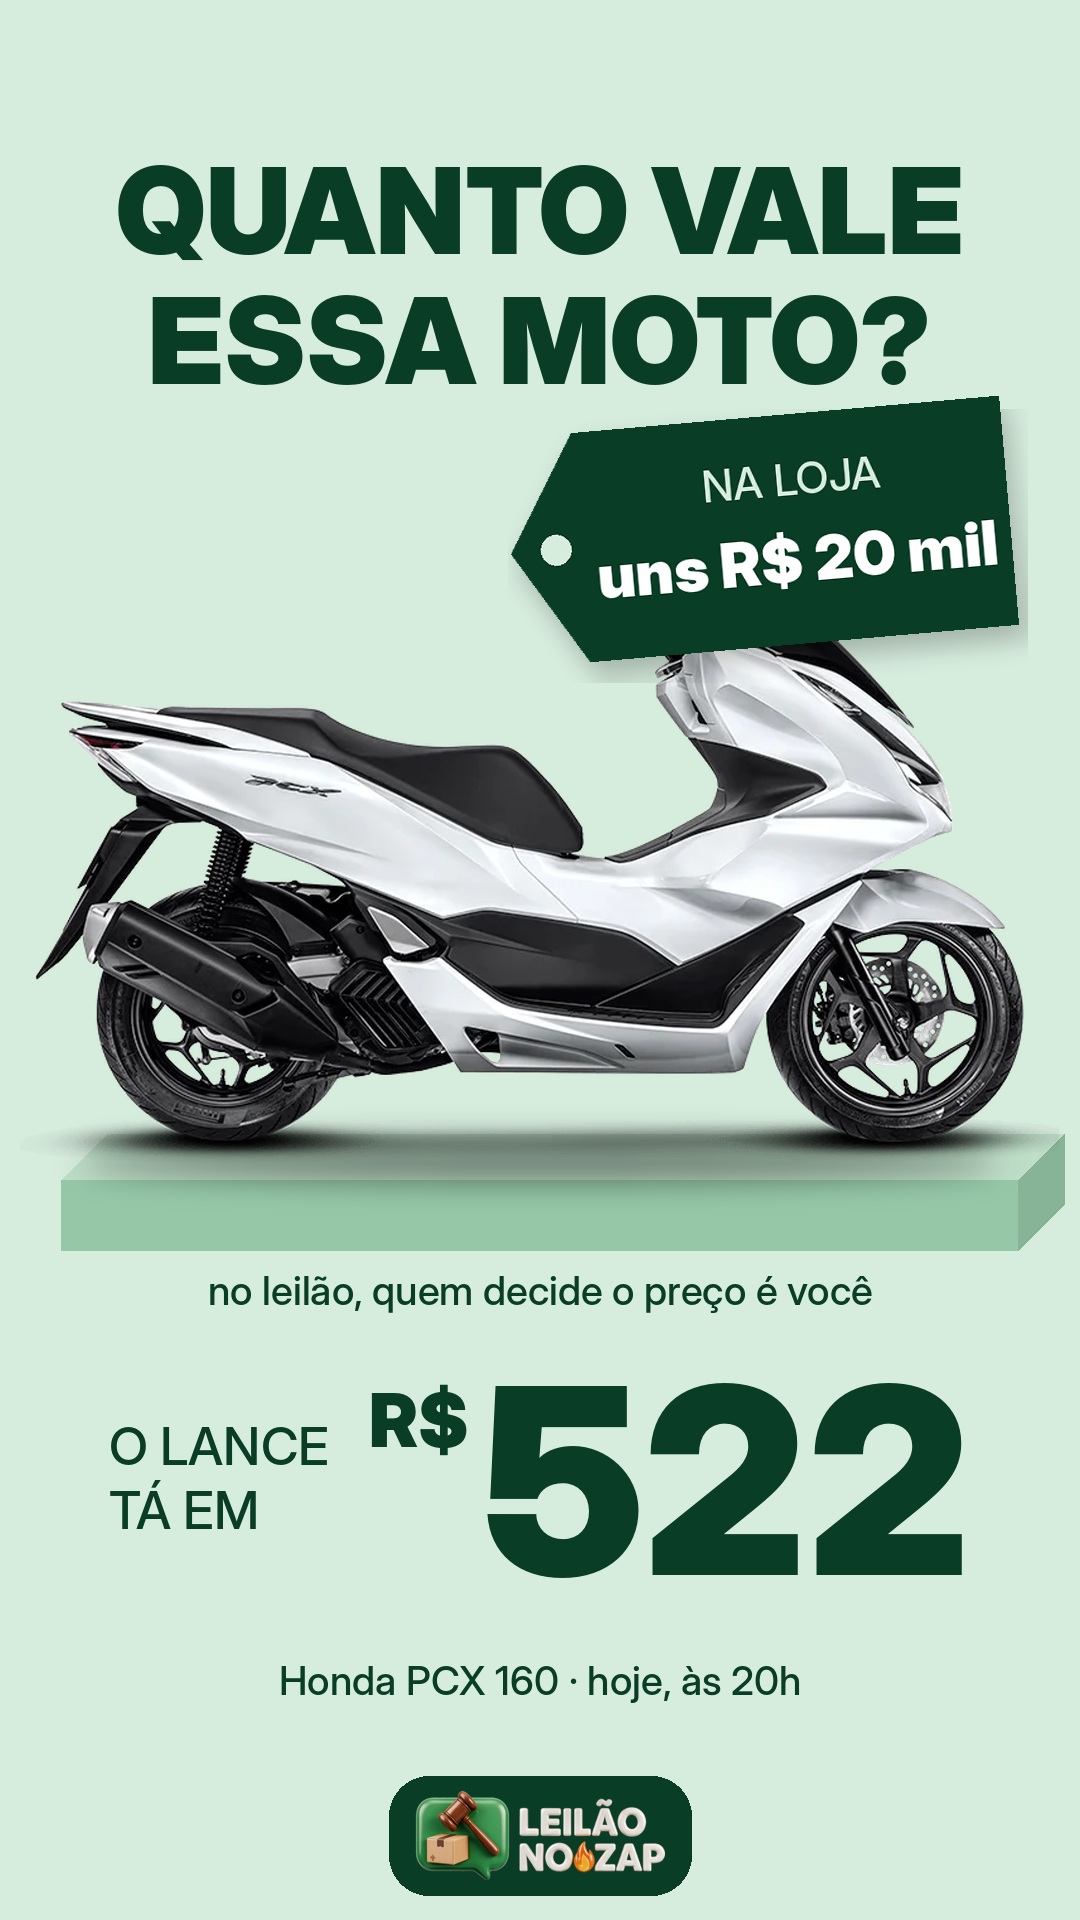 QUANTO VALE
ESSA MOTO?
NA LOJA
uns R$ 20 mil
PCX
no leilão, quem decide o preço é você
O LANCE
TÁ EM
R$ 522
Honda PCX 160 · hoje, às 20h
LEILÃO
NO ZAP